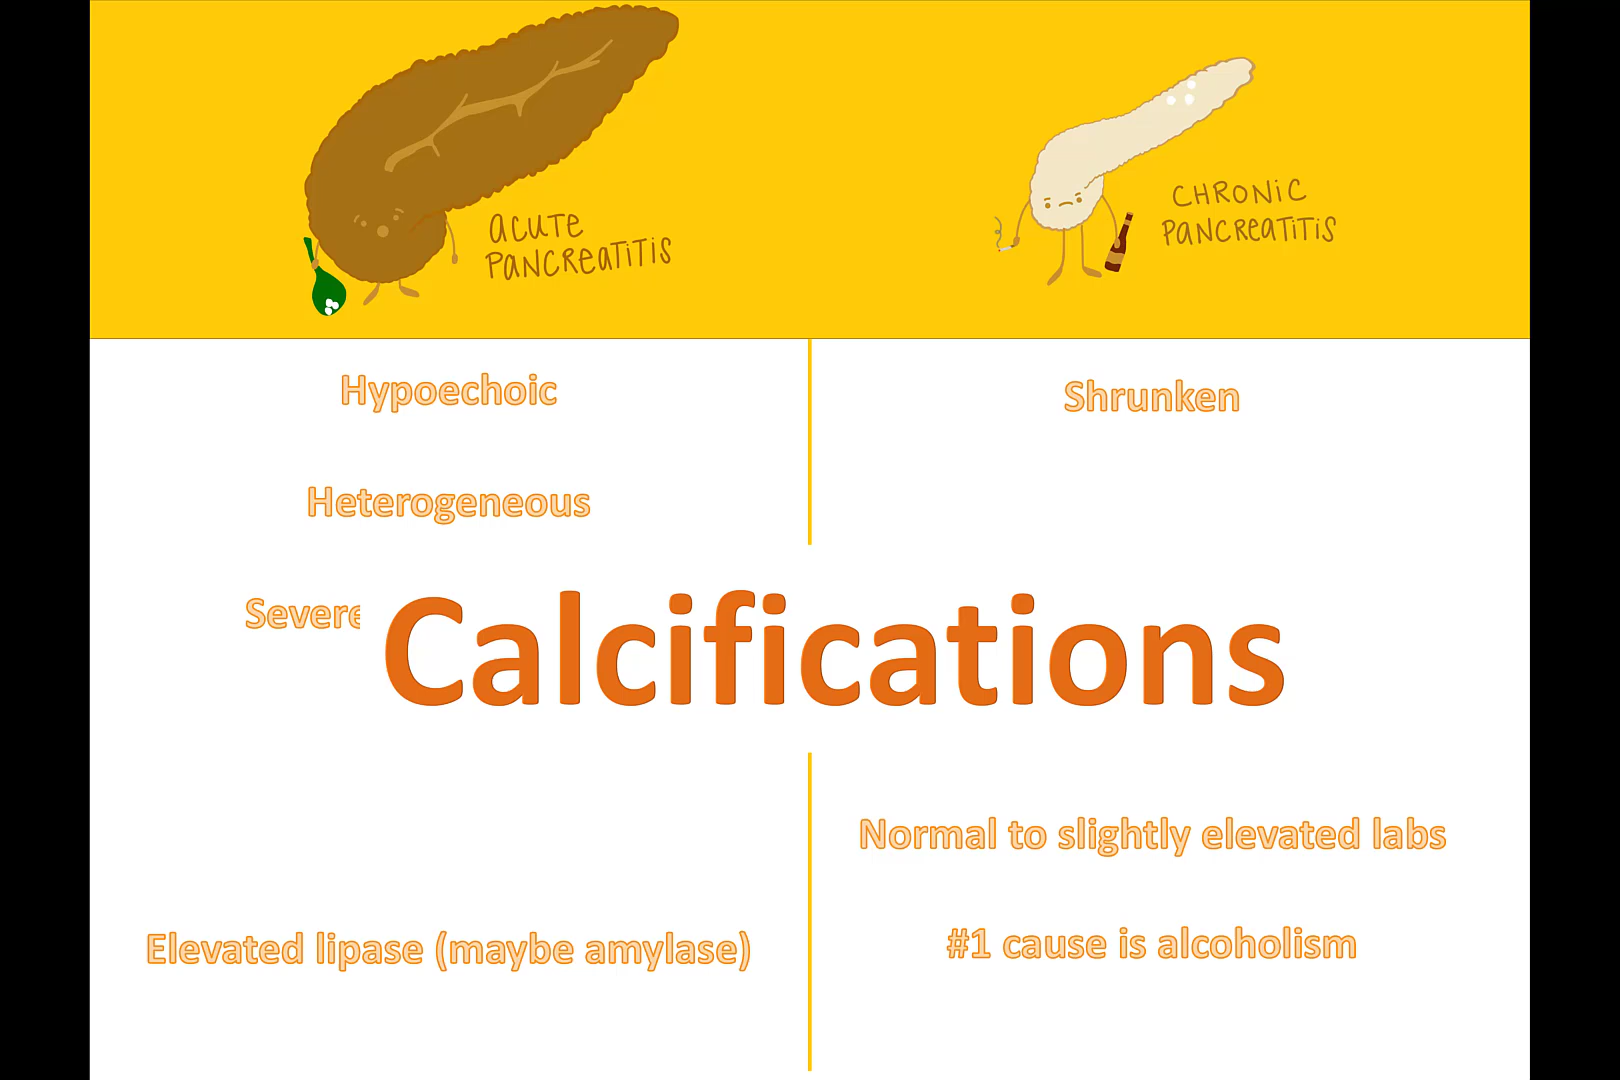 ACUTE
PANCREATITIS
CHRONIC
PANCREATITIS
Hypoechoic
Shrunken
Heterogeneous
Severe
Calcifications
Normal to slightly elevated labs
Elevated lipase (maybe amylase)
#1 cause is alcoholism